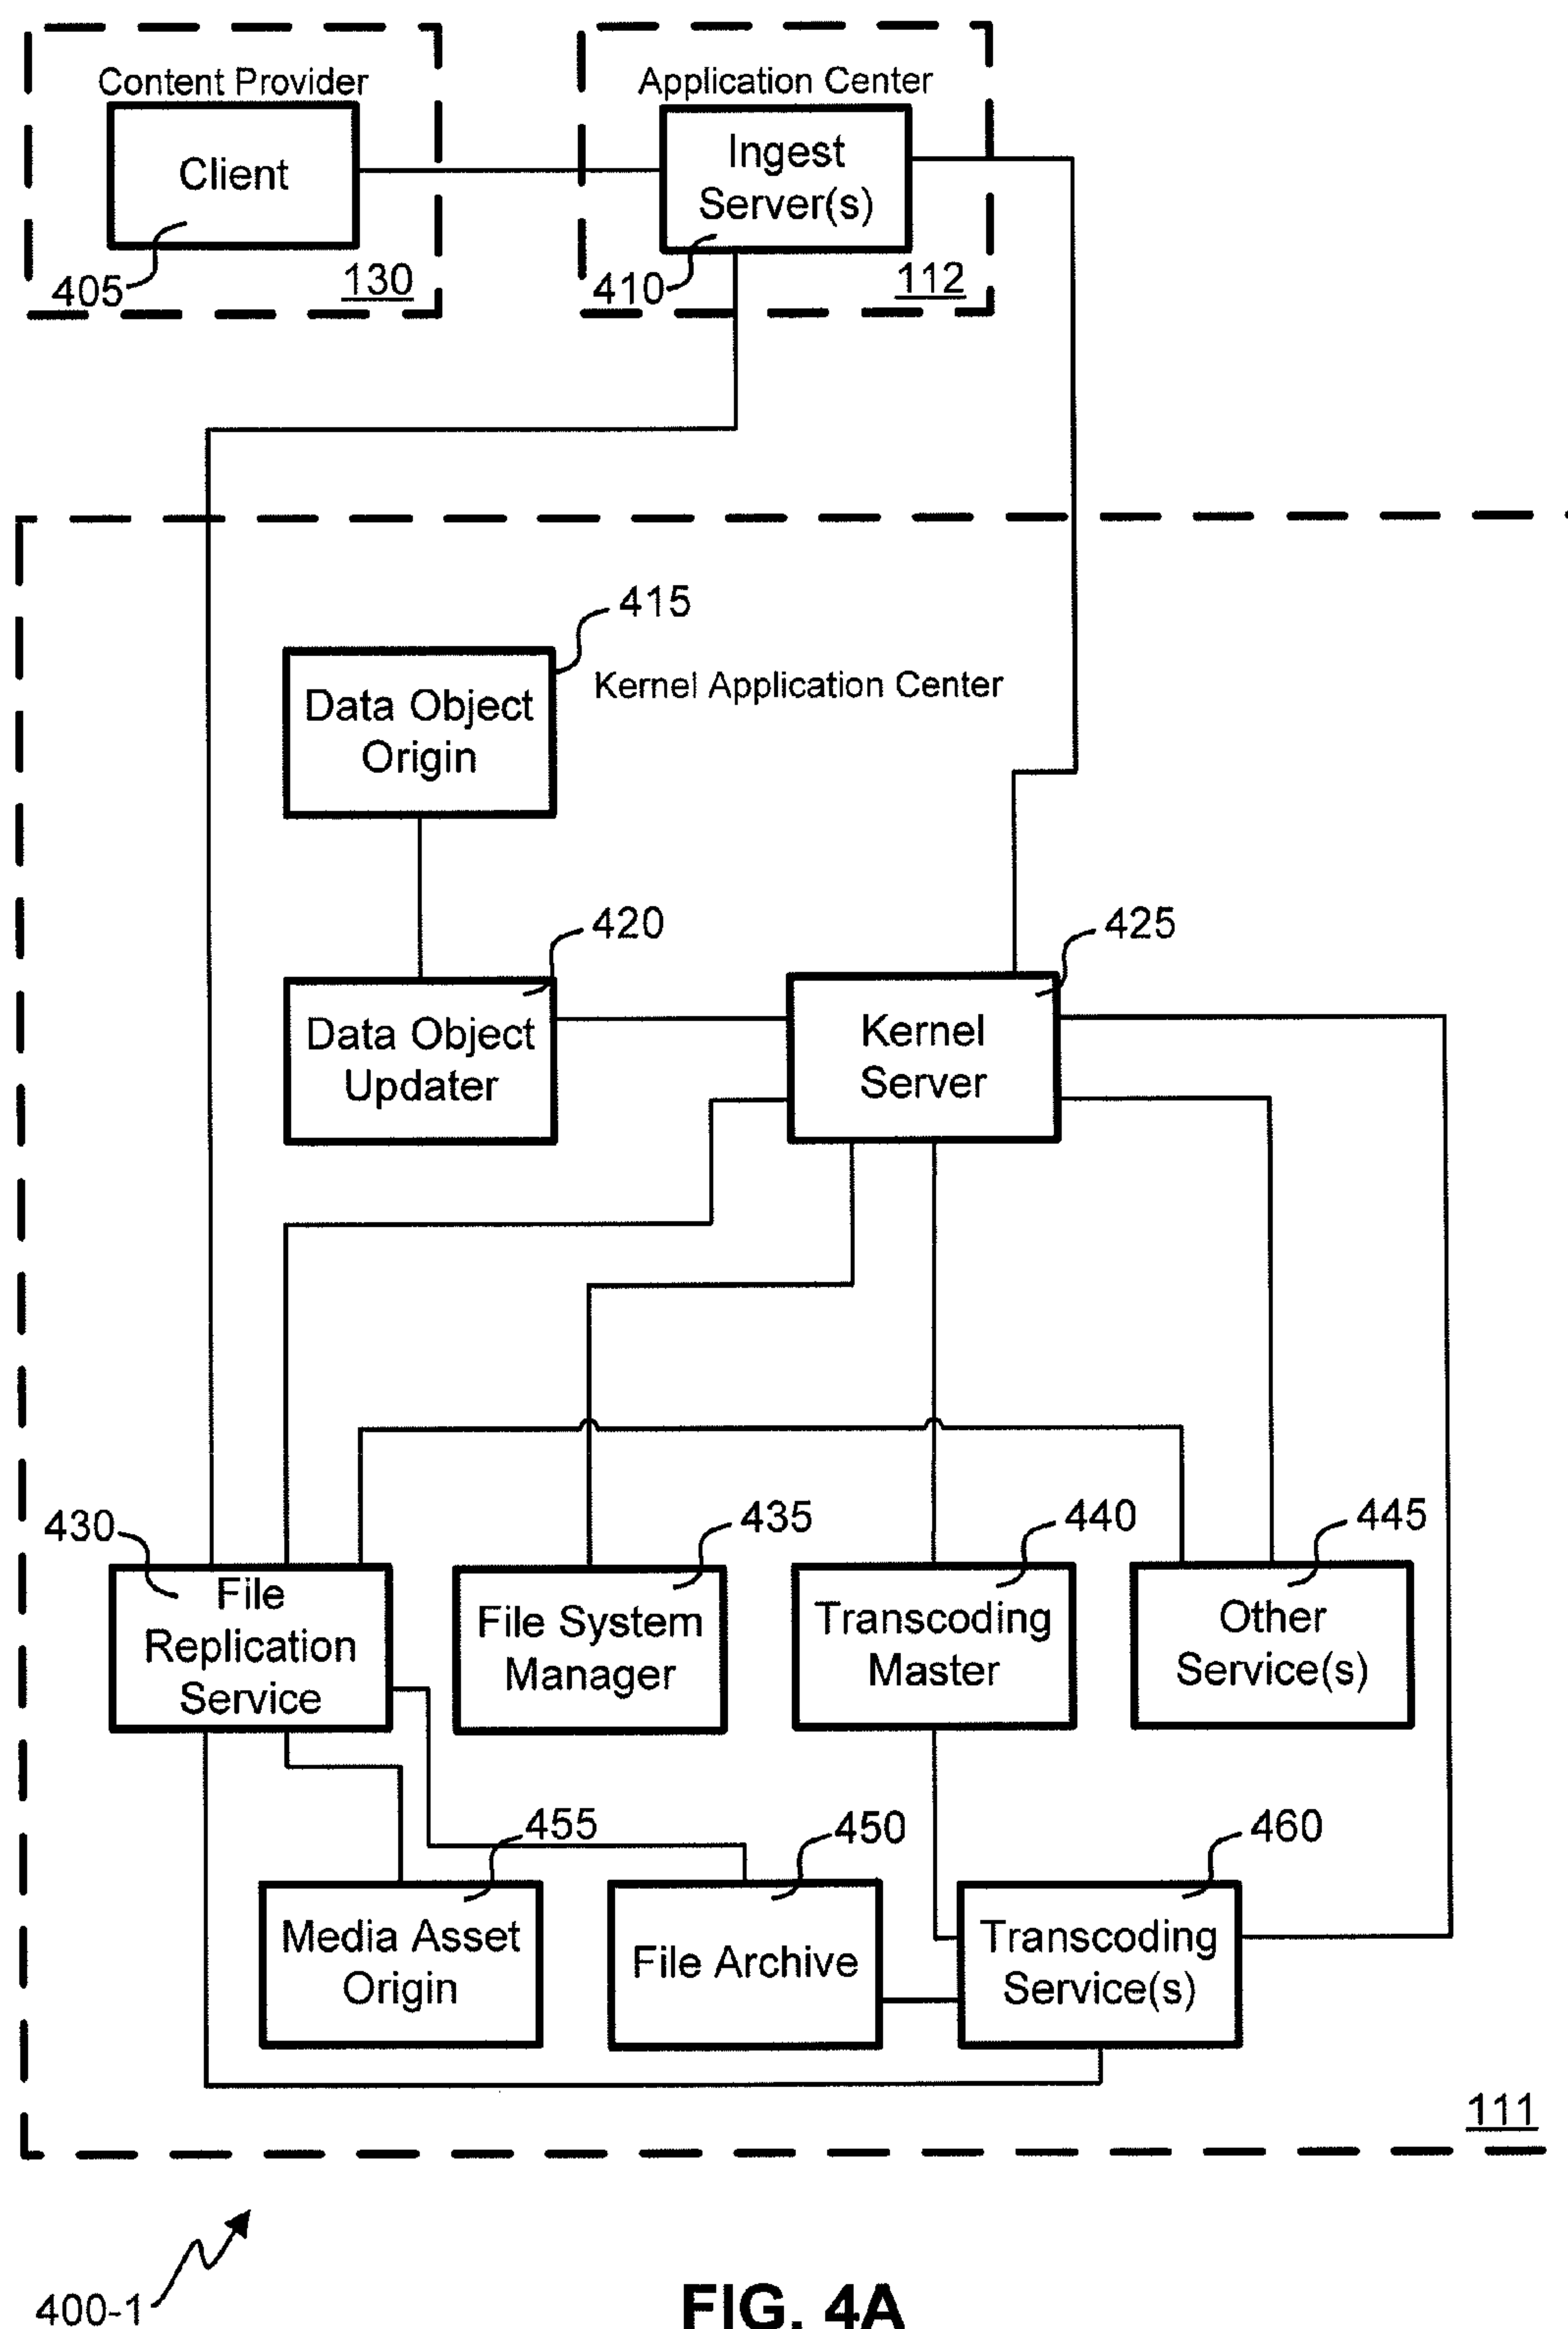 Content Provider
Client
405
130
Application Center
Ingest
Server(s)
410
112
415
Data Object
Origin
Kernel Application Center
420
Data Object
Updater
425
Kernel
Server
430
File
Replication
Service
435
File System
Manager
440
Transcoding
Master
445
Other
Service(s)
455
Media Asset
Origin
450
File Archive
460
Transcoding
Service(s)
111
400-1
FIG. 4A